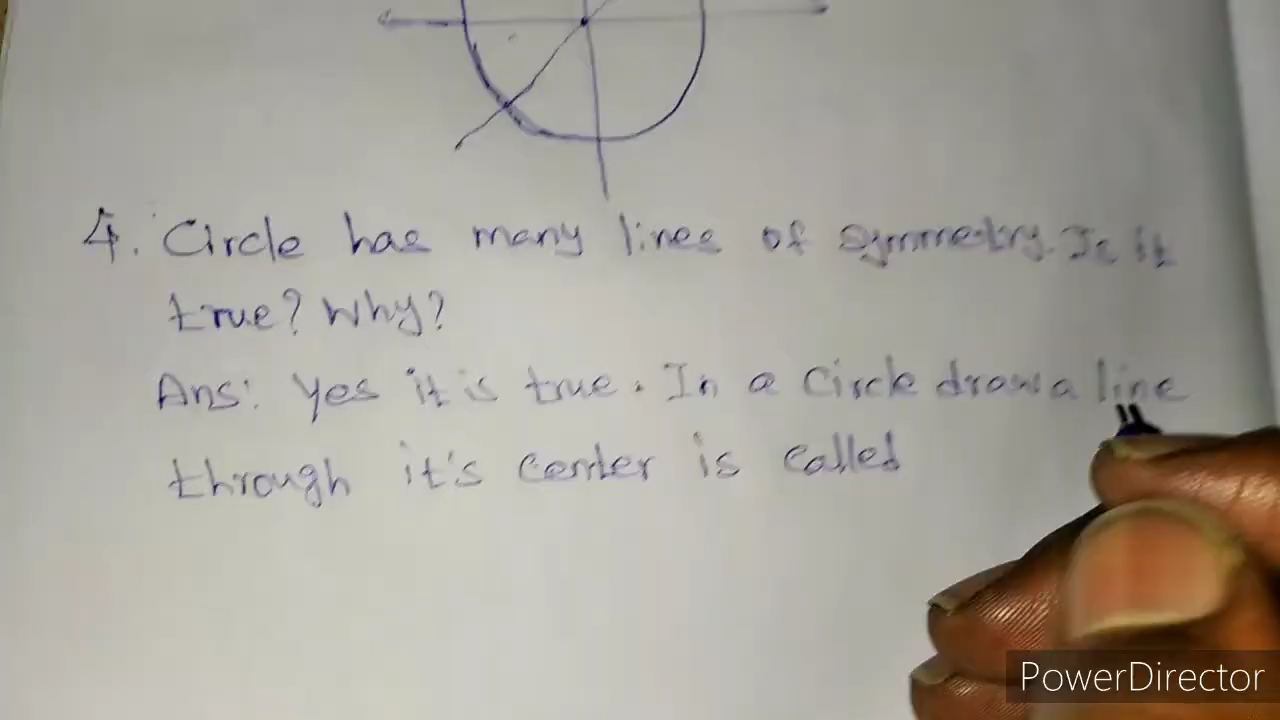 4. Circle has many lines of symmetry. Is it
true? Why?
Ans: Yes it is true. In a Circle draw a line
through it's center is called
PowerDirector